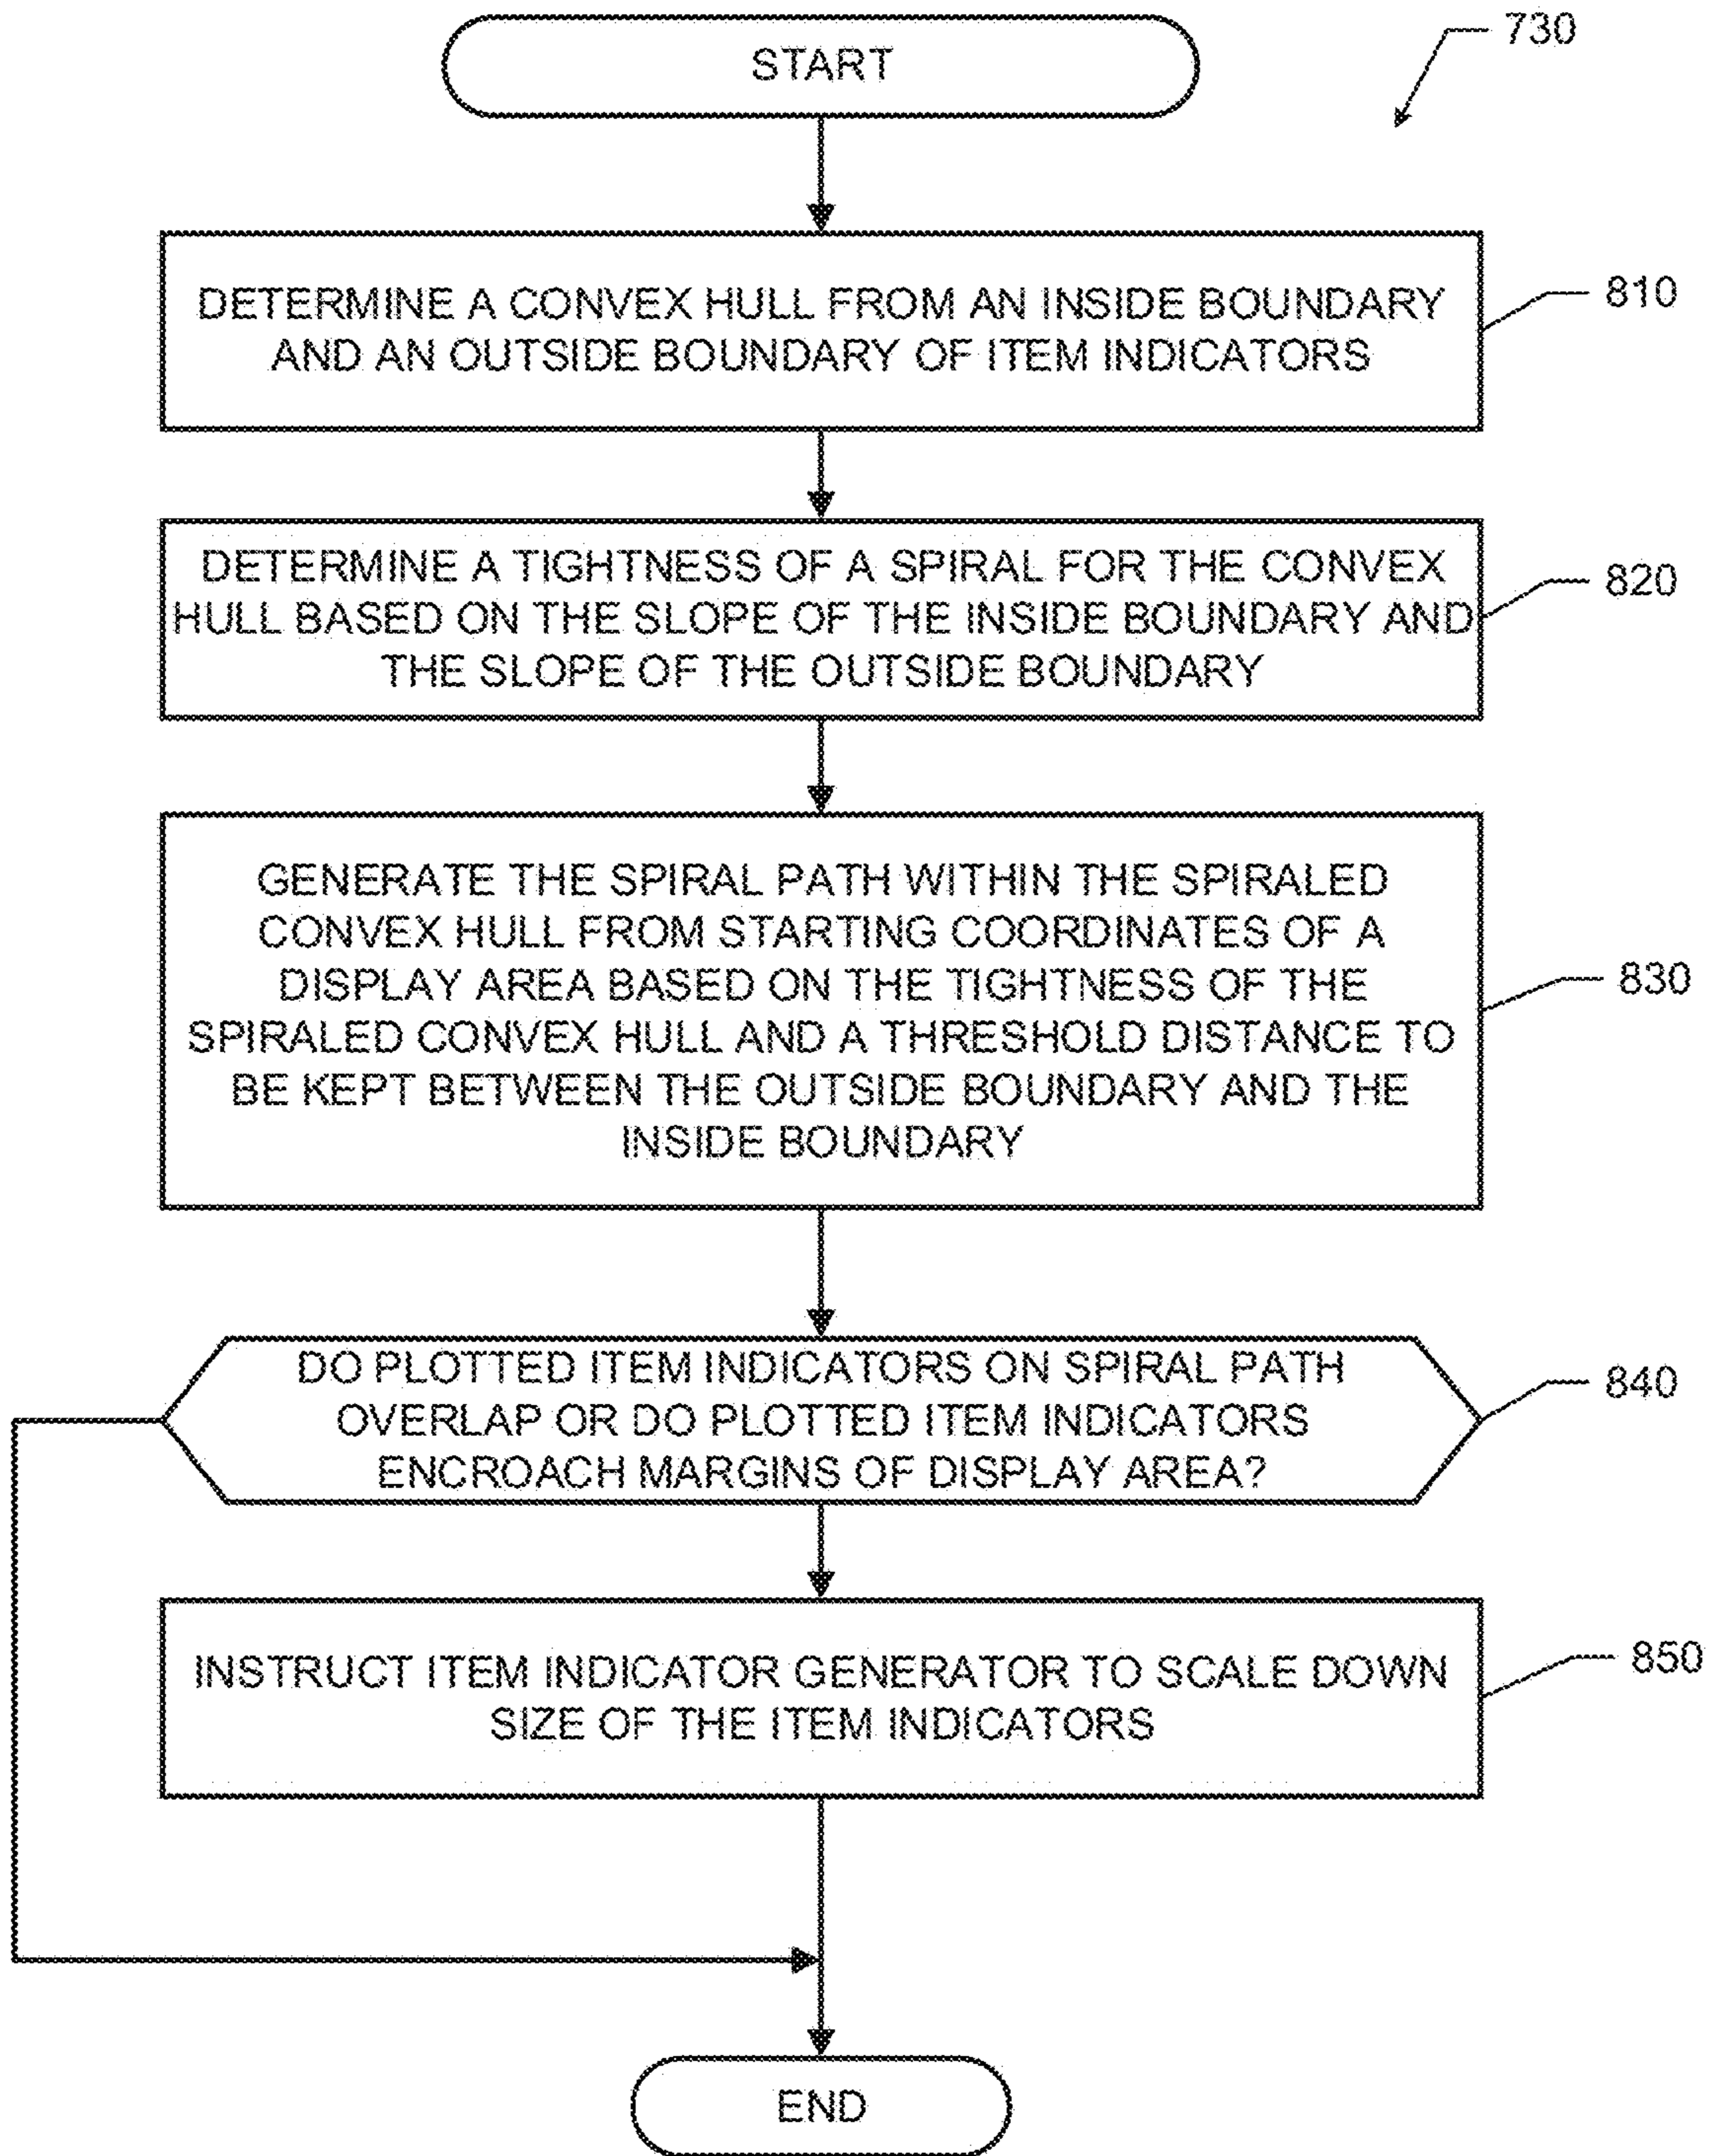 START
730
DETERMINE A CONVEX HULL FROM AN INSIDE BOUNDARY
AND AN OUTSIDE BOUNDARY OF ITEM INDICATORS
810
DETERMINE A TIGHTNESS OF A SPIRAL FOR THE CONVEX
HULL BASED ON THE SLOPE OF THE INSIDE BOUNDARY AND
THE SLOPE OF THE OUTSIDE BOUNDARY
820
GENERATE THE SPIRAL PATH WITHIN THE SPIRALED
CONVEX HULL FROM STARTING COORDINATES OF A
DISPLAY AREA BASED ON THE TIGHTNESS OF THE
SPIRALED CONVEX HULL AND A THRESHOLD DISTANCE TO
BE KEPT BETWEEN THE OUTSIDE BOUNDARY AND THE
INSIDE BOUNDARY
830
DO PLOTTED ITEM INDICATORS ON SPIRAL PATH
OVERLAP OR DO PLOTTED ITEM INDICATORS
ENCROACH MARGINS OF DISPLAY AREA?
840
INSTRUCT ITEM INDICATOR GENERATOR TO SCALE DOWN
SIZE OF THE ITEM INDICATORS
850
END